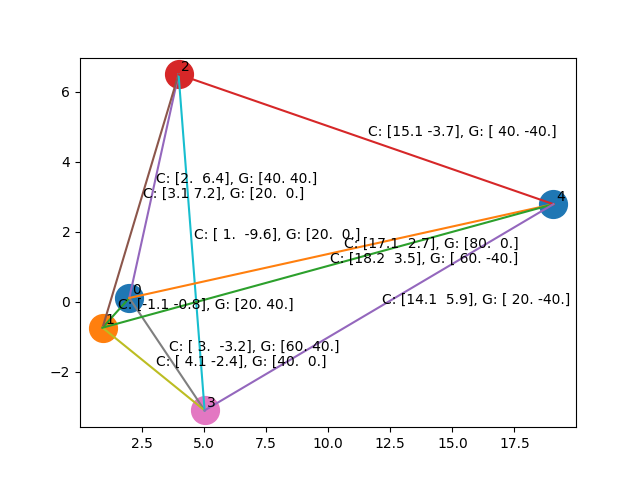 2
6
C: [15.1 -3.7], G: [ 40. -40.]
4
C: [2.  6.4], G: [40. 40.]
C: [3.1 7.2], G: [20.  0.]
4
2
C: [ 1.  -9.6], G: [20.  0.]
C: [17.1  2.7], G: [80.  0.]
C: [18.2  3.5], G: [ 60. -40.]
0
0
C: [-1.1 -0.8], G: [20. 40.]
C: [14.1  5.9], G: [ 20. -40.]
1
C: [ 3.  -3.2], G: [60. 40.]
C: [ 4.1 -2.4], G: [40.  0.]
−2
3
2.5 5.0 7.5 10.0 12.5 15.0 17.5